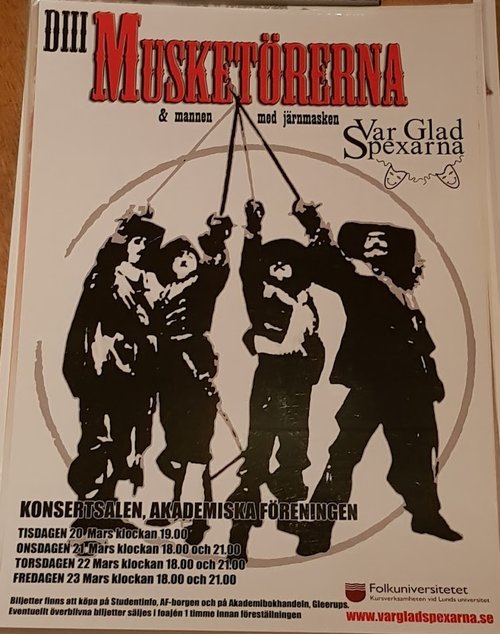 DIII MUSKETÖRERNA
& mannen med järnmasken
Var Glad
Spexarna
KONSERTSALEN, AKADEMISKA FÖRENINGEN
TISDAGEN 20 Mars klockan 19.00
ONSDAGEN 21 Mars klockan 18.00 och 21.00
TORSDAGEN 22 Mars klockan 18.00 och 21.00
FREDAGEN 23 Mars klockan 18.00 och 21.00
Biljetter finns att köpa på Studentinfo, AF-borgen och på Akademibokhandeln, Gleerups.
Eventuellt överblivna biljetter säljes i foajén 1 timme innan föreställningen
Folkuniversitetet
Kursverksamheten vid Lunds universitet
www.vargladspexarna.se